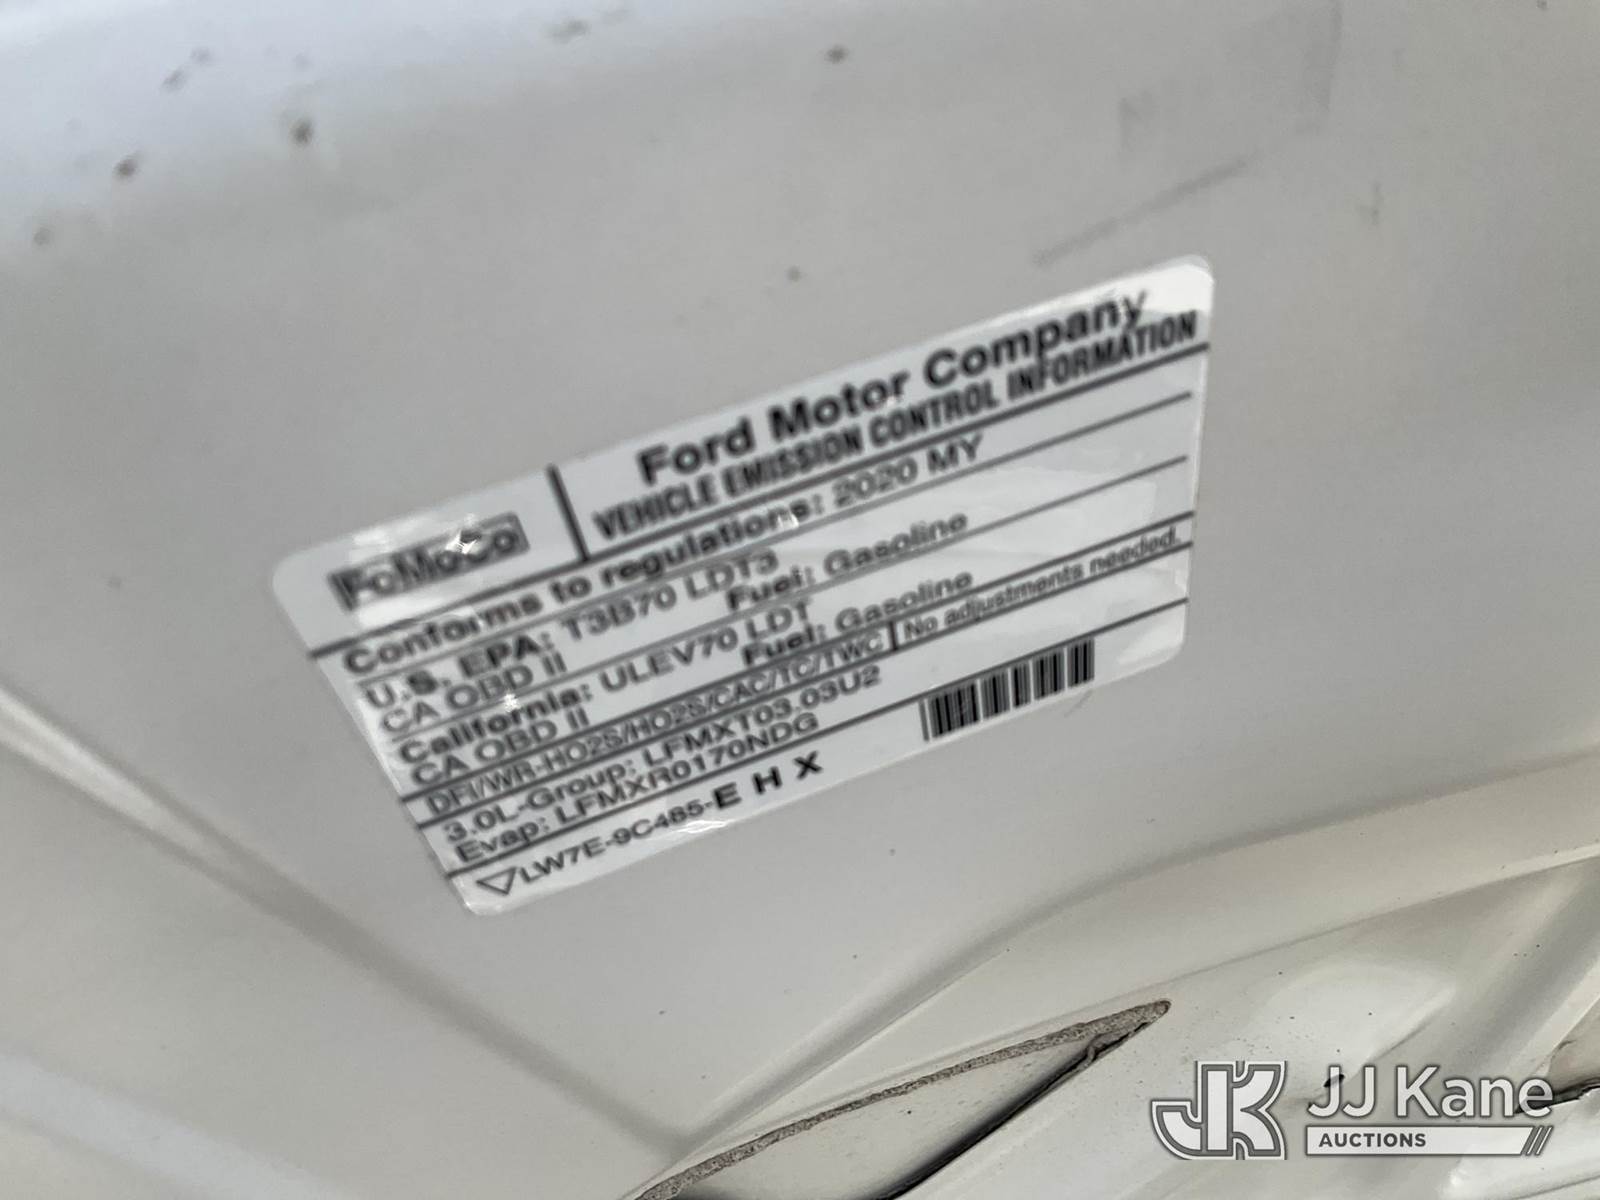 FoMoCo
Ford Motor Company
VEHICLE EMISSION CONTROL INFORMATION
Conforms to regulations: 2020 MY
U.S. EPA: T3B70 LDT3
CA OBD II Fuel: Gasoline
California: ULEV70 LDT
CA OBD II Fuel: Gasoline
DFI/WR-HO2S/HO2S/CAC/TC/TWC No adjustments needed.
3.0L-Group: LFMXT03.03U2
Evap: LFMXR0170NDG
LW7E-9C485-E H X
JK JJ Kane
AUCTIONS